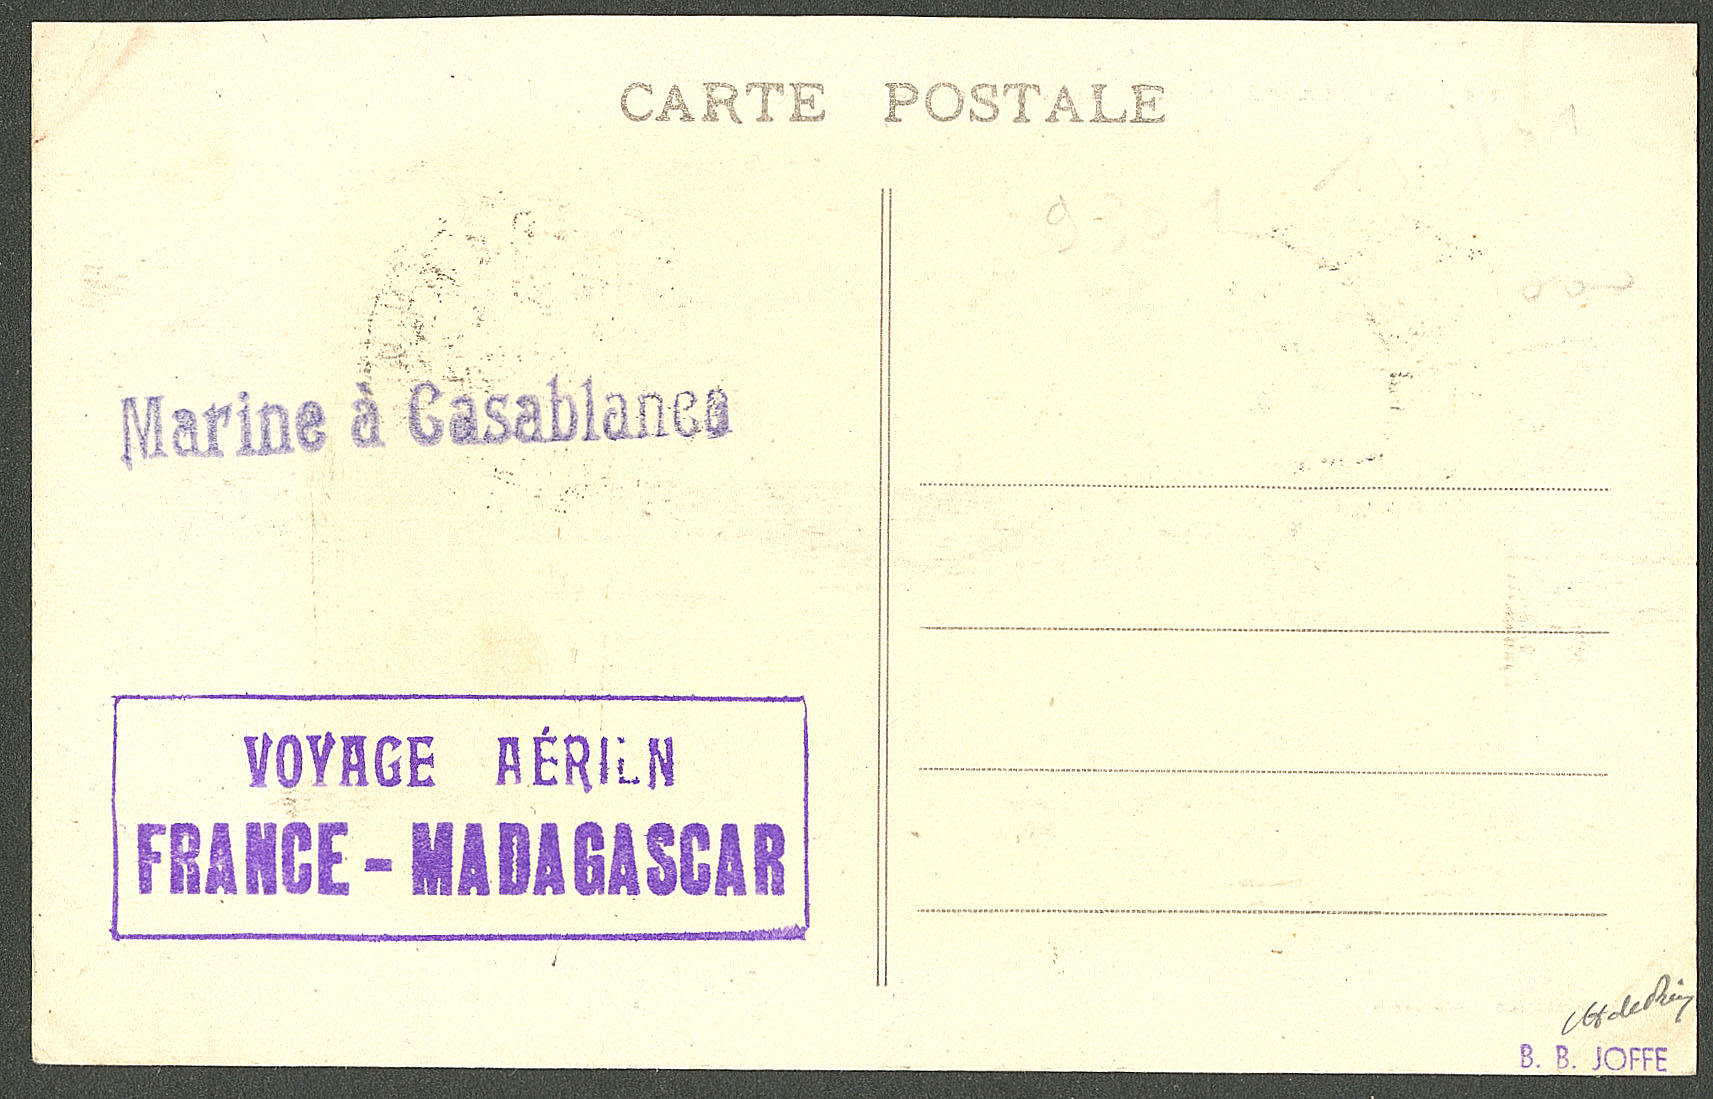 CARTE POSTALE
Marine à Casablanca
VOYAGE AÉRIEN
FRANCE - MADAGASCAR
B. B. JOFFE